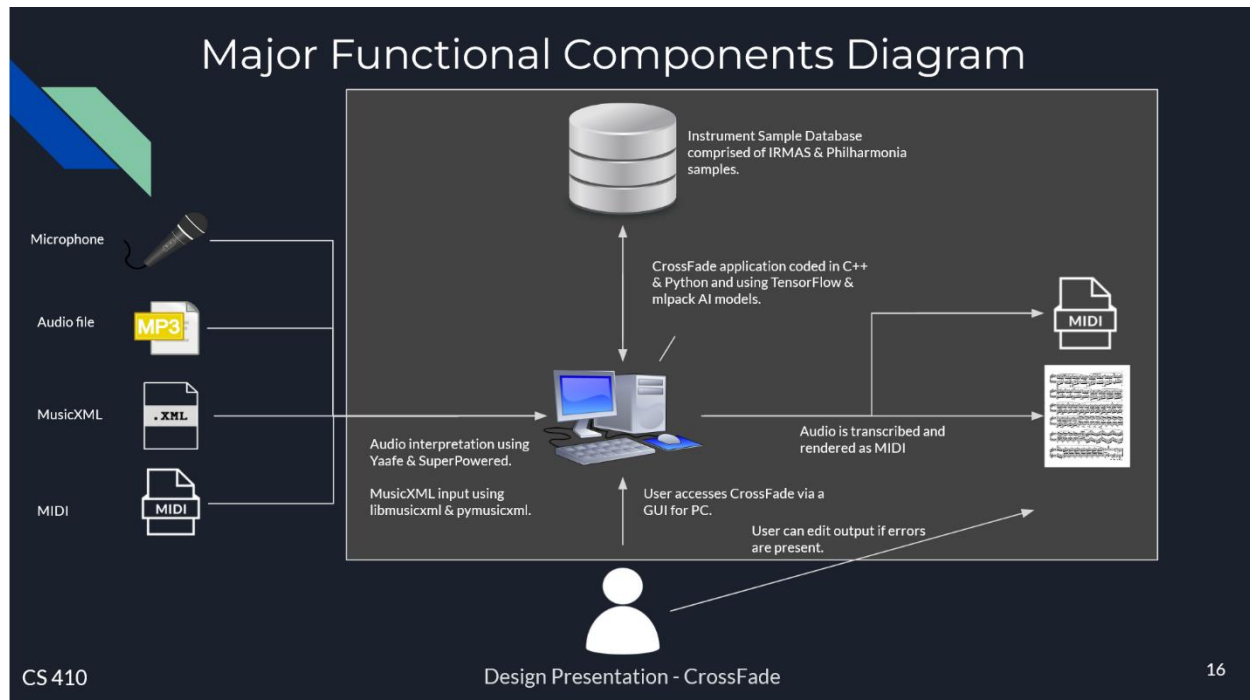 Major Functional Components Diagram
Instrument Sample Database
comprised of IRMAS & Philharmonia
samples.
Microphone
CrossFade application coded in C++
& Python and using TensorFlow &
mlpack AI models.
Audio file
MP3
MIDI
MusicXML
.XML
Audio interpretation using
Yaafe & SuperPowered.
Audio is transcribed and
rendered as MIDI
MusicXML input using
libmusicxml & pymusicxml.
User accesses CrossFade via a
GUI for PC.
MIDI
MIDI
User can edit output if errors
are present.
CS 410
Design Presentation - CrossFade
16